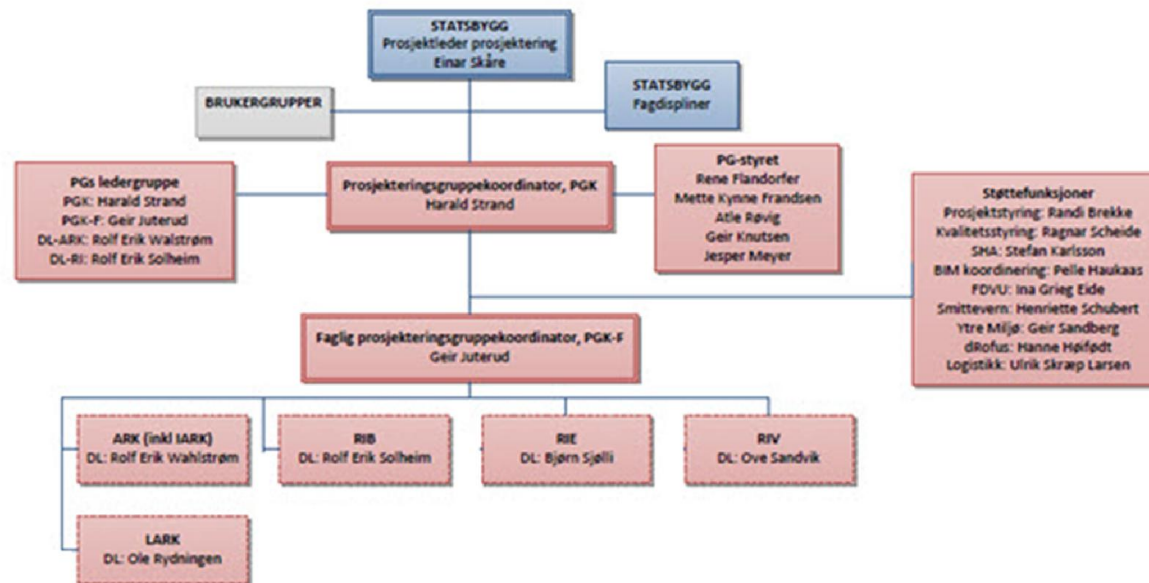 STATSBYGG
Prosjektleder prosjektering
Einar Skåre
BRUKERGRUPPER
STATSBYGG
Fagdispliner
PGs ledergruppe
PGK: Harald Strand
PGK-F: Geir Juterud
DL-ARK: Rolf Erik Walstrøm
DL-RI: Rolf Erik Solheim
Prosjekteringsgruppekoordinator, PGK
Harald Strand
PG-styret
Rene Flandorfer
Mette Kynne Frandsen
Atle Røvig
Geir Knutsen
Jesper Meyer
Støttefunksjoner
Prosjektstyring: Randi Brekke
Kvalitetsstyring: Ragnar Scheide
SHA: Stefan Karlsson
BIM koordinering: Pelle Haukaas
FDVU: Ina Grieg Eide
Smittevern: Henriette Schubert
Ytre Miljø: Geir Sandberg
dRofus: Hanne Høifødt
Logistikk: Ulrik Skræp Larsen
Faglig prosjekteringsgruppekoordinator, PGK-F
Geir Juterud
ARK (inkl IARK)
DL: Rolf Erik Wahlstrøm
RIB
DL: Rolf Erik Solheim
RIE
DL: Bjørn Sjølli
RIV
DL: Ove Sandvik
LARK
DL: Ole Rydningen